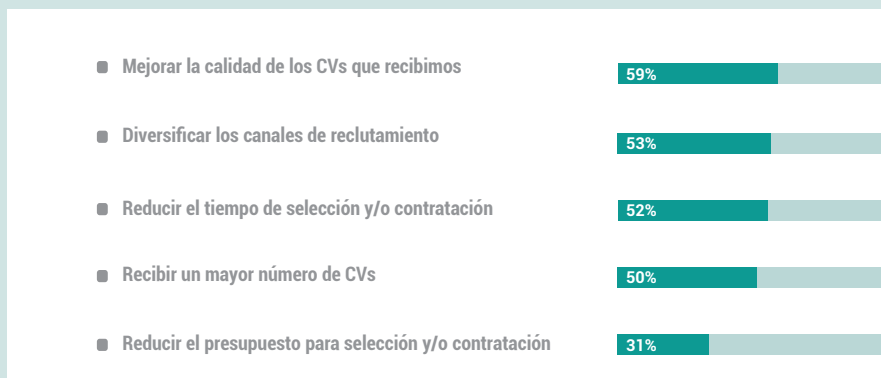 Mejorar la calidad de los CVs que recibimos 59%
Diversificar los canales de reclutamiento 53%
Reducir el tiempo de selección y/o contratación 52%
Recibir un mayor número de CVs 50%
Reducir el presupuesto para selección y/o contratación 31%